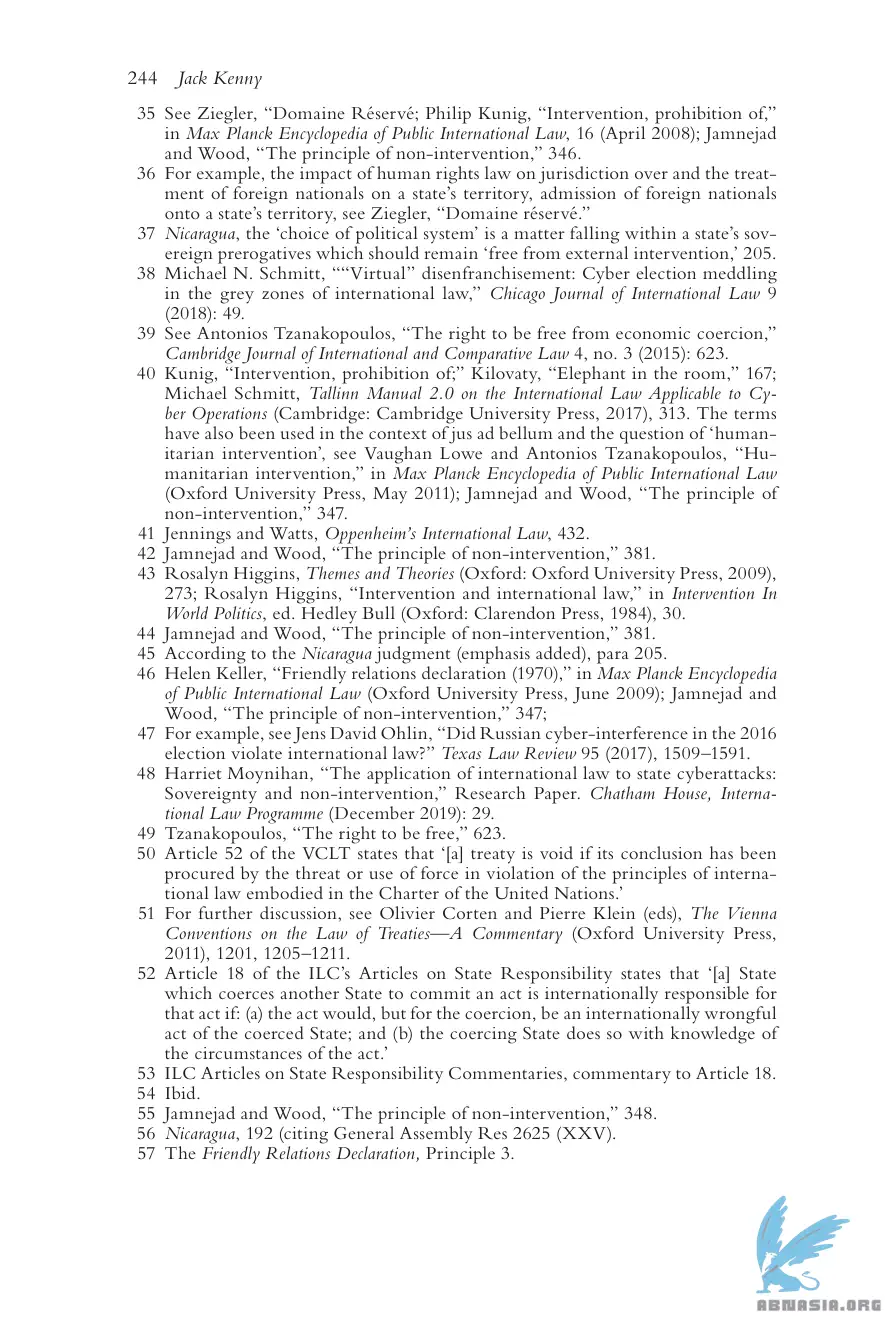 244 Jack Kenny
35 See Ziegler, “Domaine Réservé; Philip Kunig, “Intervention, prohibition of,”
in Max Planck Encyclopedia of Public International Law, 16 (April 2008); Jamnejad
and Wood, “The principle of non-intervention,” 346.
36 For example, the impact of human rights law on jurisdiction over and the treat-
ment of foreign nationals on a state’s territory, admission of foreign nationals
onto a state’s territory, see Ziegler, “Domaine réservé.”
37 Nicaragua, the ‘choice of political system’ is a matter falling within a state’s sov-
ereign prerogatives which should remain ‘free from external intervention,’ 205.
38 Michael N. Schmitt, ““Virtual” disenfranchisement: Cyber election meddling
in the grey zones of international law,” Chicago Journal of International Law 9
(2018): 49.
39 See Antonios Tzanakopoulos, “The right to be free from economic coercion,”
Cambridge Journal of International and Comparative Law 4, no. 3 (2015): 623.
40 Kunig, “Intervention, prohibition of;” Kilovaty, “Elephant in the room,” 167;
Michael Schmitt, Tallinn Manual 2.0 on the International Law Applicable to Cy-
ber Operations (Cambridge: Cambridge University Press, 2017), 313. The terms
have also been used in the context of jus ad bellum and the question of ‘human-
itarian intervention’, see Vaughan Lowe and Antonios Tzanakopoulos, “Hu-
manitarian intervention,” in Max Planck Encyclopedia of Public International Law
(Oxford University Press, May 2011); Jamnejad and Wood, “The principle of
non-intervention,” 347.
41 Jennings and Watts, Oppenheim’s International Law, 432.
42 Jamnejad and Wood, “The principle of non-intervention,” 381.
43 Rosalyn Higgins, Themes and Theories (Oxford: Oxford University Press, 2009),
273; Rosalyn Higgins, “Intervention and international law,” in Intervention In
World Politics, ed. Hedley Bull (Oxford: Clarendon Press, 1984), 30.
44 Jamnejad and Wood, “The principle of non-intervention,” 381.
45 According to the Nicaragua judgment (emphasis added), para 205.
46 Helen Keller, “Friendly relations declaration (1970),” in Max Planck Encyclopedia
of Public International Law (Oxford University Press, June 2009); Jamnejad and
Wood, “The principle of non-intervention,” 347;
47 For example, see Jens David Ohlin, “Did Russian cyber-interference in the 2016
election violate international law?” Texas Law Review 95 (2017), 1509–1591.
48 Harriet Moynihan, “The application of international law to state cyberattacks:
Sovereignty and non-intervention,” Research Paper. Chatham House, Interna-
tional Law Programme (December 2019): 29.
49 Tzanakopoulos, “The right to be free,” 623.
50 Article 52 of the VCLT states that ‘[a] treaty is void if its conclusion has been
procured by the threat or use of force in violation of the principles of interna-
tional law embodied in the Charter of the United Nations.’
51 For further discussion, see Olivier Corten and Pierre Klein (eds), The Vienna
Conventions on the Law of Treaties—A Commentary (Oxford University Press,
2011), 1201, 1205–1211.
52 Article 18 of the ILC’s Articles on State Responsibility states that ‘[a] State
which coerces another State to commit an act is internationally responsible for
that act if: (a) the act would, but for the coercion, be an internationally wrongful
act of the coerced State; and (b) the coercing State does so with knowledge of
the circumstances of the act.’
53 ILC Articles on State Responsibility Commentaries, commentary to Article 18.
54 Ibid.
55 Jamnejad and Wood, “The principle of non-intervention,” 348.
56 Nicaragua, 192 (citing General Assembly Res 2625 (XXV).
57 The Friendly Relations Declaration, Principle 3.
ABNASIA.ORG